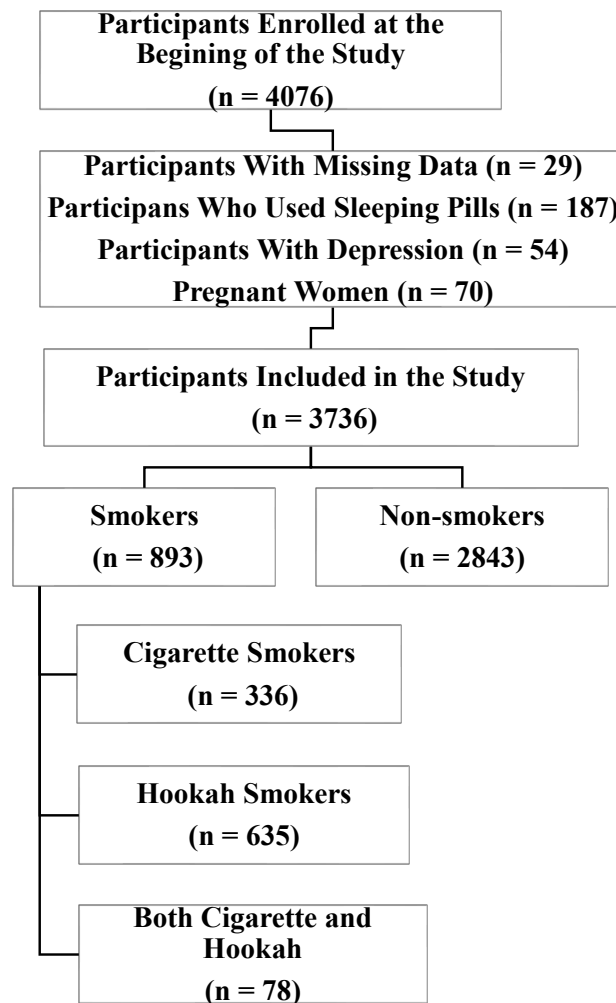 Participants Enrolled at the
Begining of the Study
(n = 4076)
Participants With Missing Data (n = 29)
Participans Who Used Sleeping Pills (n = 187)
Participants With Depression (n = 54)
Pregnant Women (n = 70)
Participants Included in the Study
(n = 3736)
Smokers
(n = 893)
Non-smokers
(n = 2843)
Cigarette Smokers
(n = 336)
Hookah Smokers
(n = 635)
Both Cigarette and
Hookah
(n = 78)